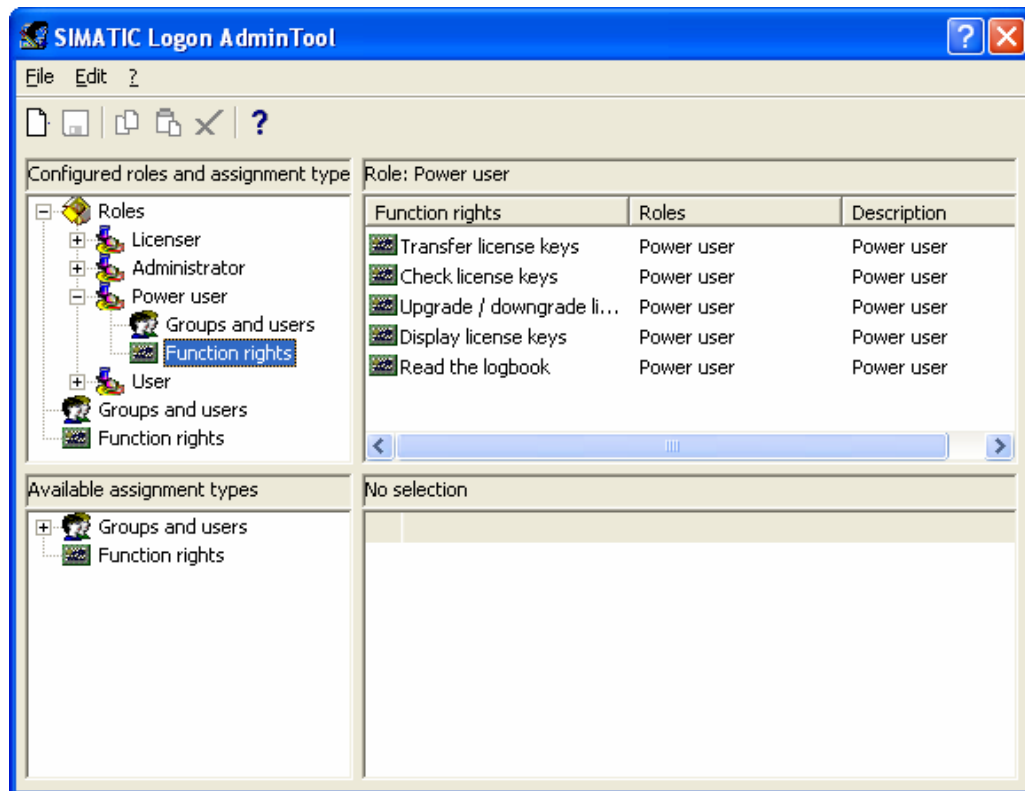 SIMATIC Logon AdminTool
File Edit ?
?
Configured roles and assignment type
Roles
Licenser
Administrator
Power user
Groups and users
Function rights
User
Groups and users
Function rights
Role: Power user
Function rights Roles Description
Transfer license keys Power user Power user
Check license keys Power user Power user
Upgrade / downgrade li... Power user Power user
Display license keys Power user Power user
Read the logbook Power user Power user
Available assignment types
Groups and users
Function rights
No selection